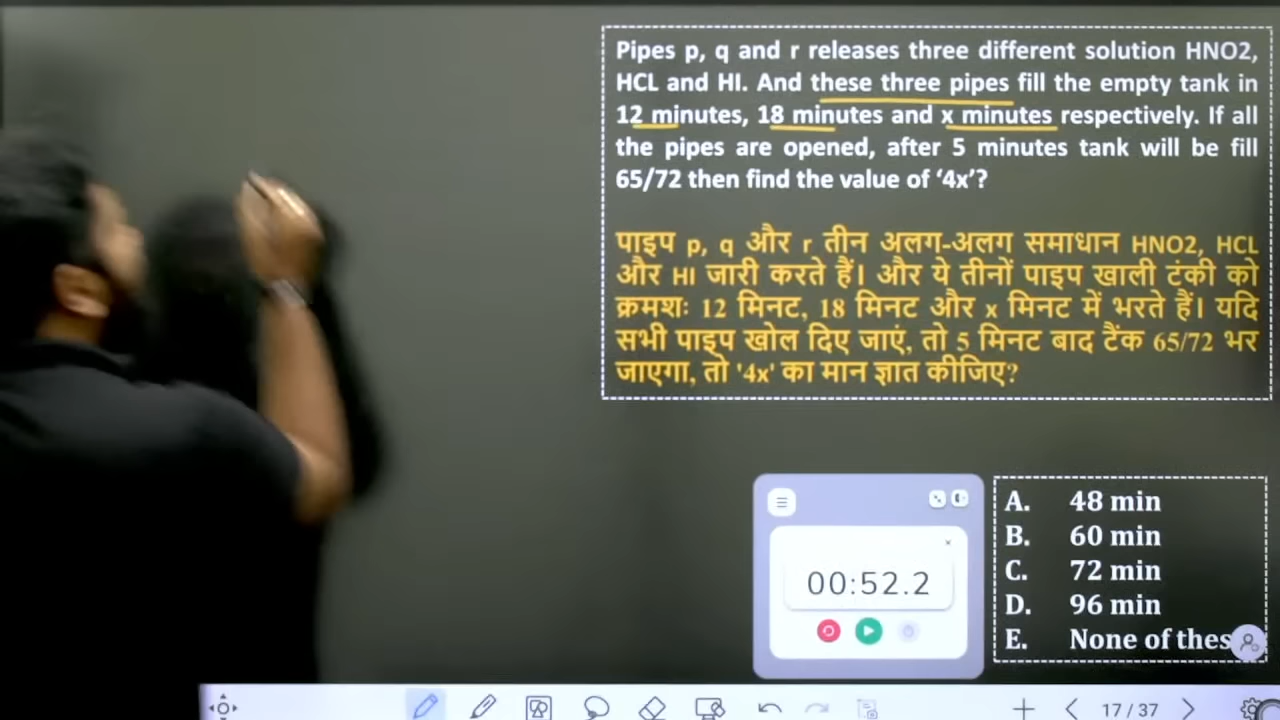 Pipes p, q and r releases three different solution HNO2,
HCL and HI. And these three pipes fill the empty tank in
12 minutes, 18 minutes and x minutes respectively. If all
the pipes are opened, after 5 minutes tank will be fill
65/72 then find the value of ‘4x’?
पाइप p, q और r तीन अलग-अलग समाधान HNO2, HCL
और HI जारी करते हैं। और ये तीनों पाइप खाली टंकी को
क्रमशः 12 मिनट, 18 मिनट और x मिनट में भरते हैं। यदि
सभी पाइप खोल दिए जाएं, तो 5 मिनट बाद टैंक 65/72 भर
जाएगा, तो '4x' का मान ज्ञात कीजिए?
00:52.2
A. 48 min
B. 60 min
C. 72 min
D. 96 min
E. None of thes
17 / 37